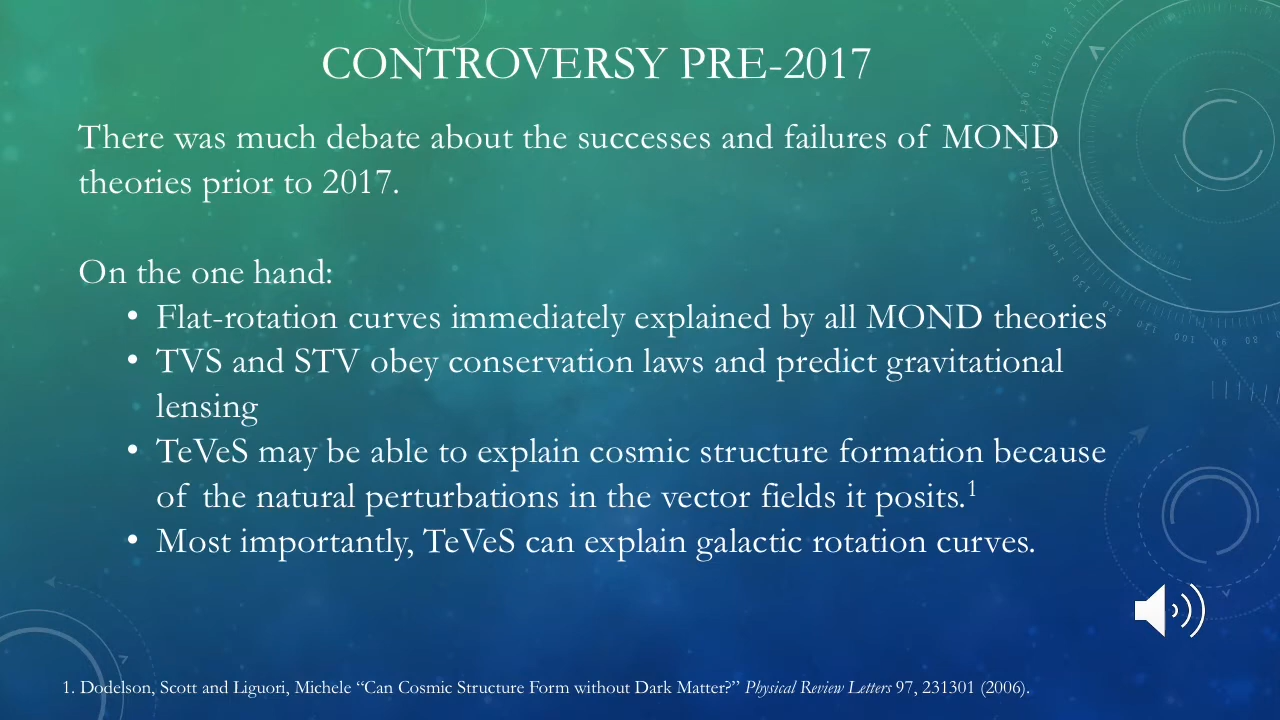 CONTROVERSY PRE-2017
There was much debate about the successes and failures of MOND
theories prior to 2017.
On the one hand:
• Flat-rotation curves immediately explained by all MOND theories
• TVS and STV obey conservation laws and predict gravitational
lensing
• TeVeS may be able to explain cosmic structure formation because
of the natural perturbations in the vector fields it posits.1
• Most importantly, TeVeS can explain galactic rotation curves.
1. Dodelson, Scott and Liguori, Michele “Can Cosmic Structure Form without Dark Matter?” Physical Review Letters 97, 231301 (2006).